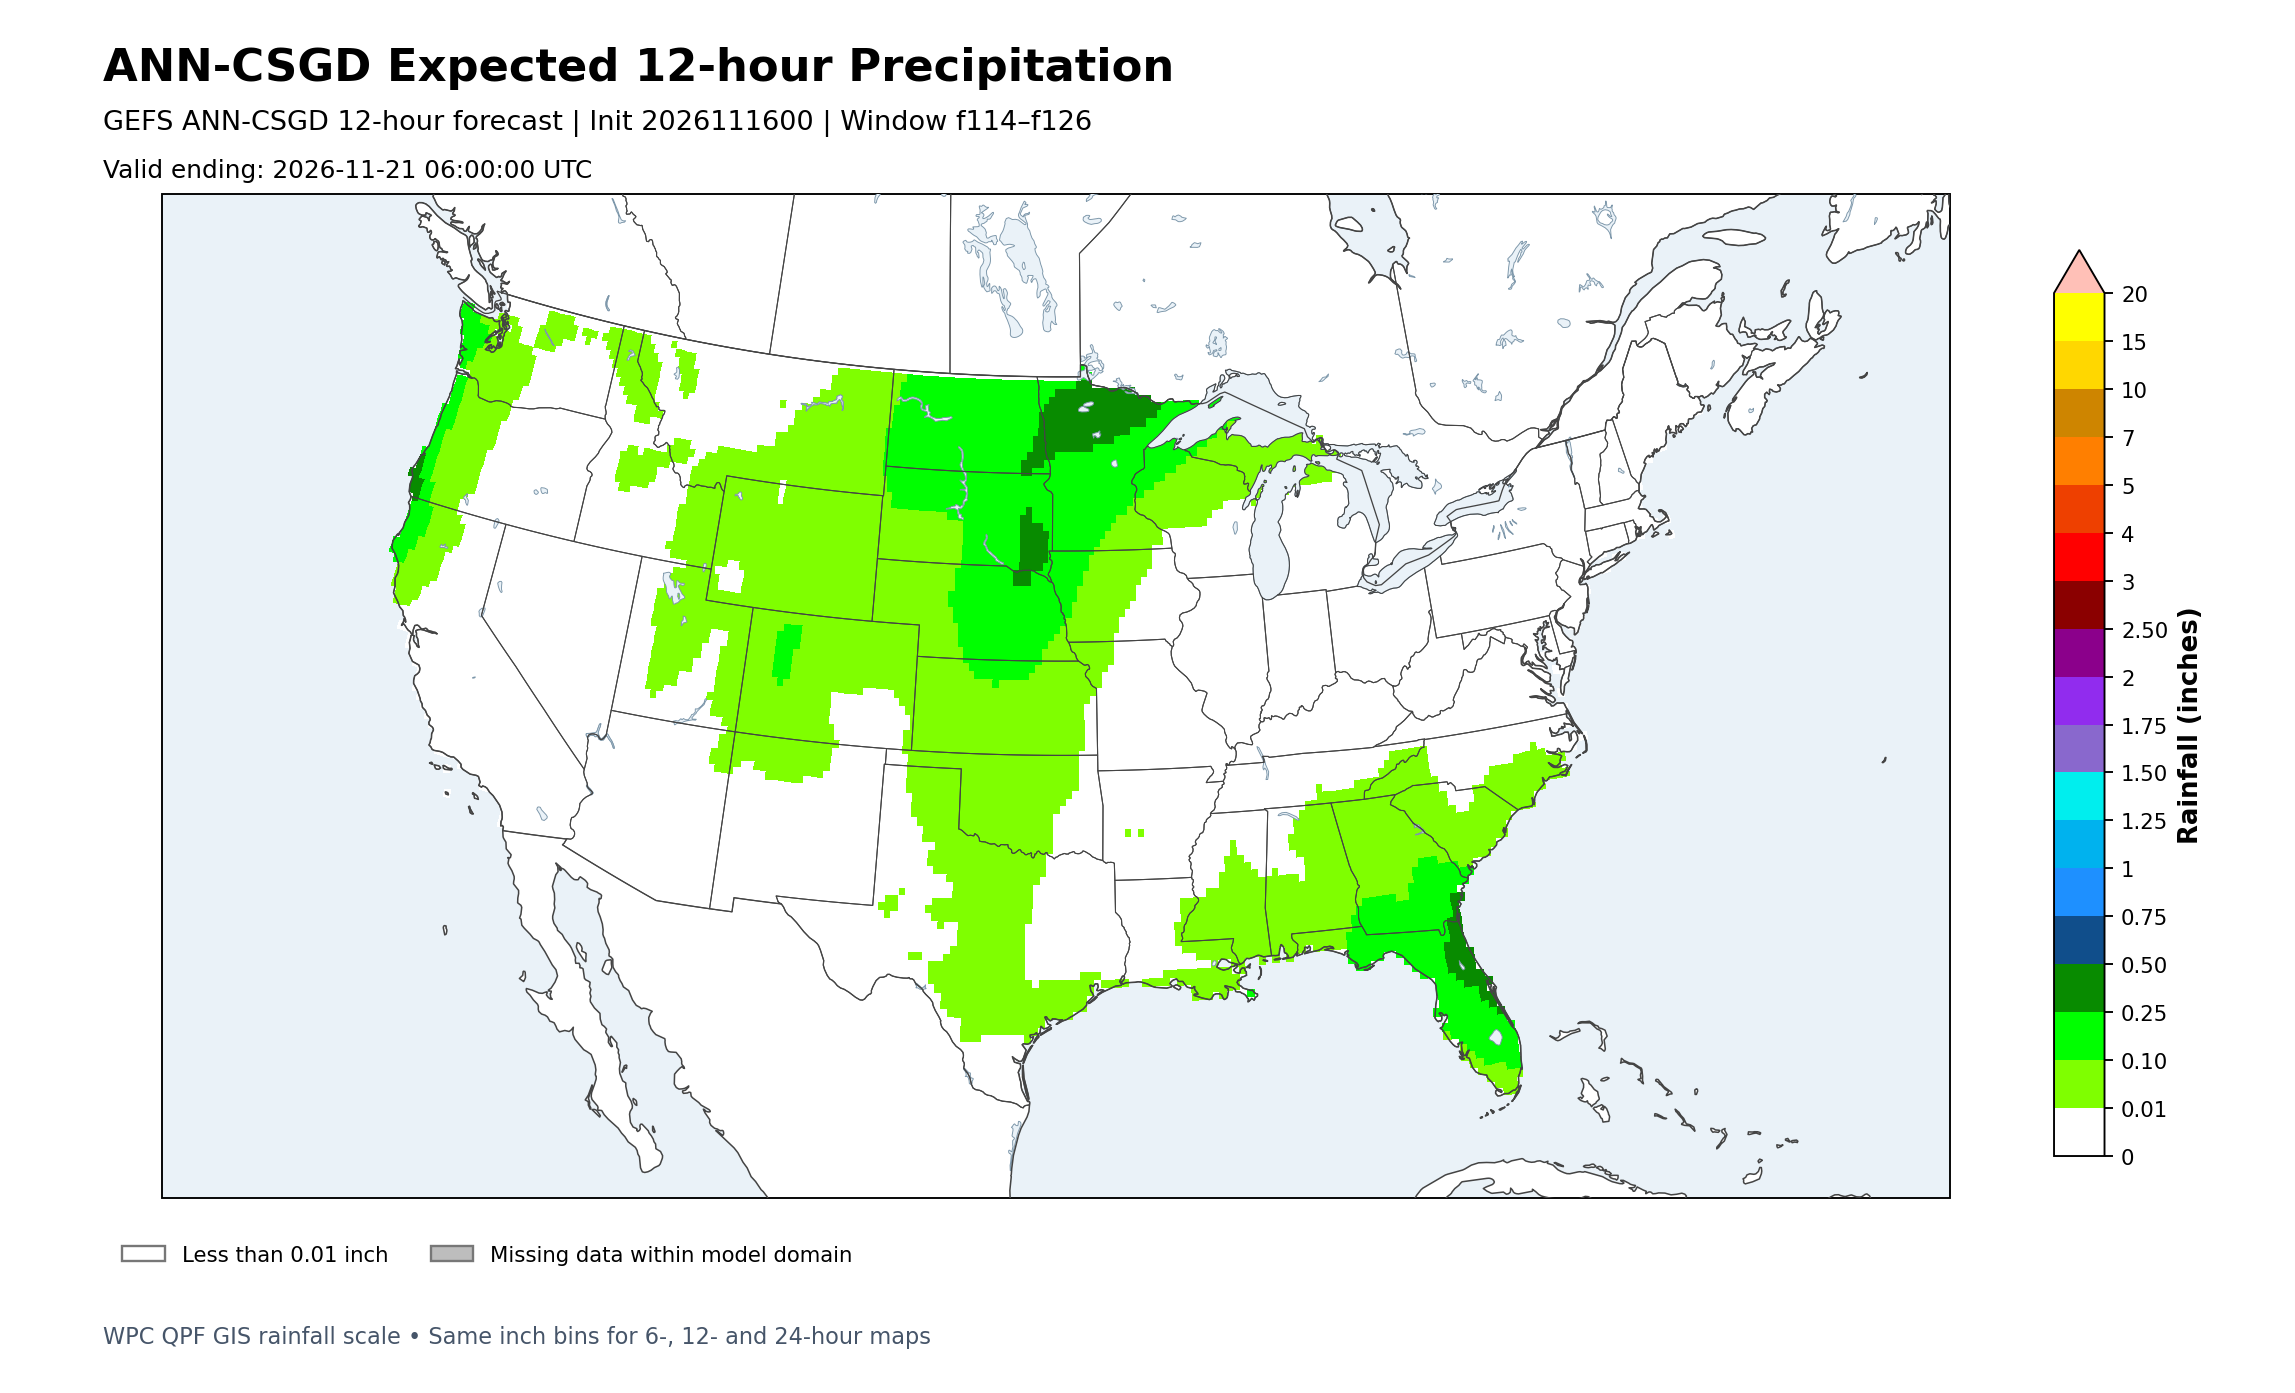 ANN-CSGD Expected 12-hour Precipitation
GEFS ANN-CSGD 12-hour forecast | Init 2026111600 | Window f114–f126
Valid ending: 2026-11-21 06:00:00 UTC
20
15
10
7
5
4
3
2.50
2
1.75
1.50
1.25
1
0.75
0.50
0.25
0.10
0.01
0
Rainfall (inches)
Less than 0.01 inch
Missing data within model domain
WPC QPF GIS rainfall scale • Same inch bins for 6-, 12- and 24-hour maps